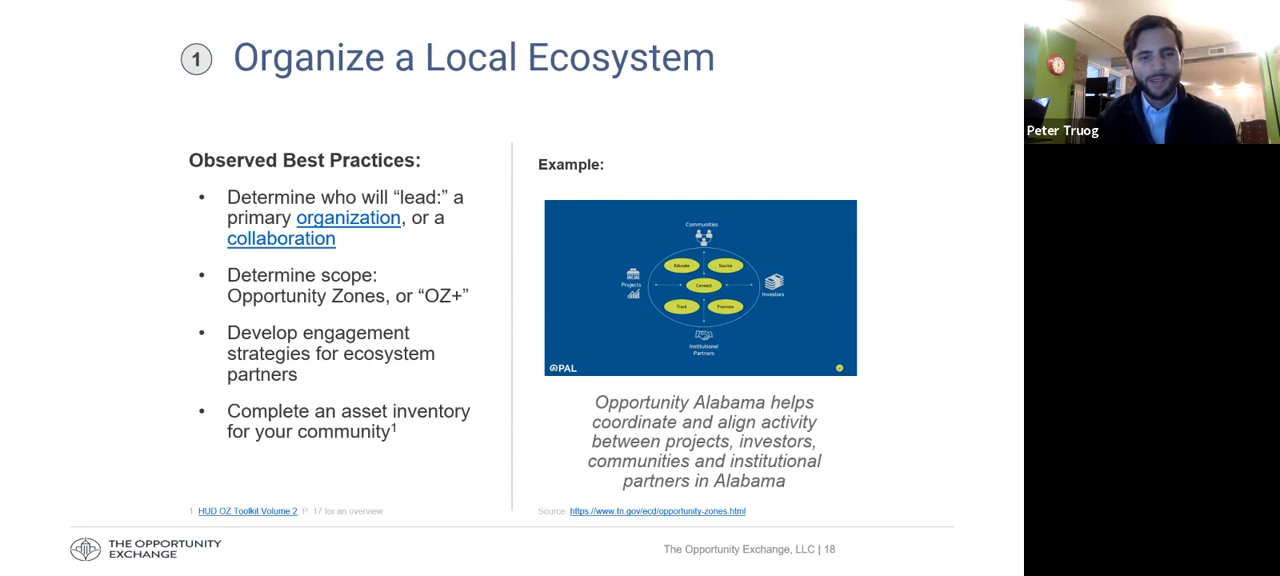 1 Organize a Local Ecosystem
Peter Truog
Observed Best Practices:
• Determine who will “lead:” a
primary organization, or a
collaboration
• Determine scope:
Opportunity Zones, or “OZ+”
• Develop engagement
strategies for ecosystem
partners
• Complete an asset inventory
for your community1
Example:
Communities
Educate
Source
Projects
Connect
Investors
Track
Promote
Institutional
Partners
OPAL
Opportunity Alabama helps
coordinate and align activity
between projects, investors,
communities and institutional
partners in Alabama
1. HUD OZ Toolkit Volume 2 P. 17 for an overview
Source: https://www.tn.gov/ecd/opportunity-zones.html
THE OPPORTUNITY
EXCHANGE
The Opportunity Exchange, LLC | 18